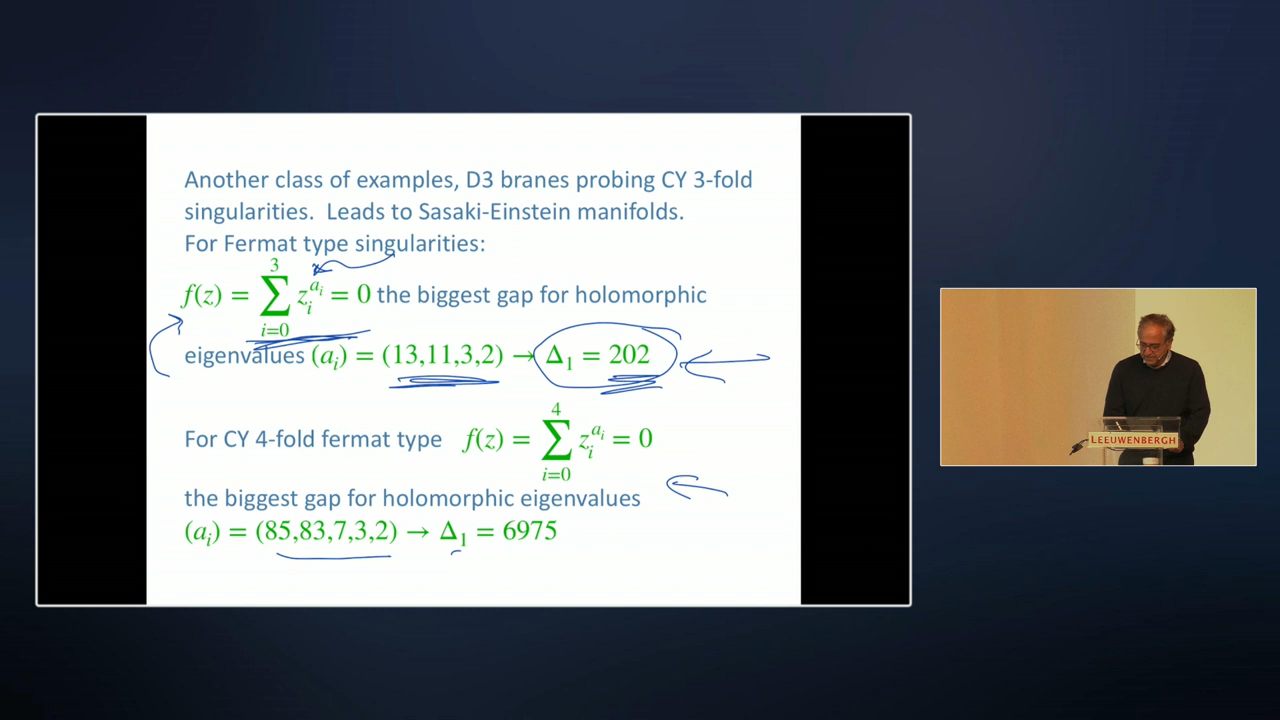 Another class of examples, D3 branes probing CY 3-fold
singularities. Leads to Sasaki-Einstein manifolds.
For Fermat type singularities:
f(z) = ∑_{i=0}^{3} z_i^{a_i} = 0 the biggest gap for holomorphic
eigenvalues (a_i) = (13,11,3,2) → Δ_1 = 202
For CY 4-fold fermat type f(z) = ∑_{i=0}^{4} z_i^{a_i} = 0
the biggest gap for holomorphic eigenvalues
(a_i) = (85,83,7,3,2) → Δ_1 = 6975
LEEUWENBERGH